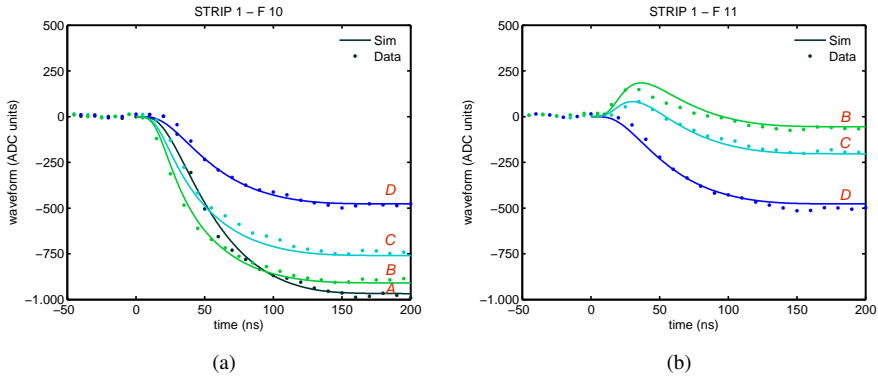 STRIP 1 – F 10
500
250
0
−250
−500
−750
−1.000
waveform (ADC units)
−50
0
50
100
150
200
time (ns)
Sim
Data
D
C
B
A
(a)
STRIP 1 – F 11
500
250
0
−250
−500
−750
−1.000
waveform (ADC units)
−50
0
50
100
150
200
time (ns)
Sim
Data
B
C
D
(b)